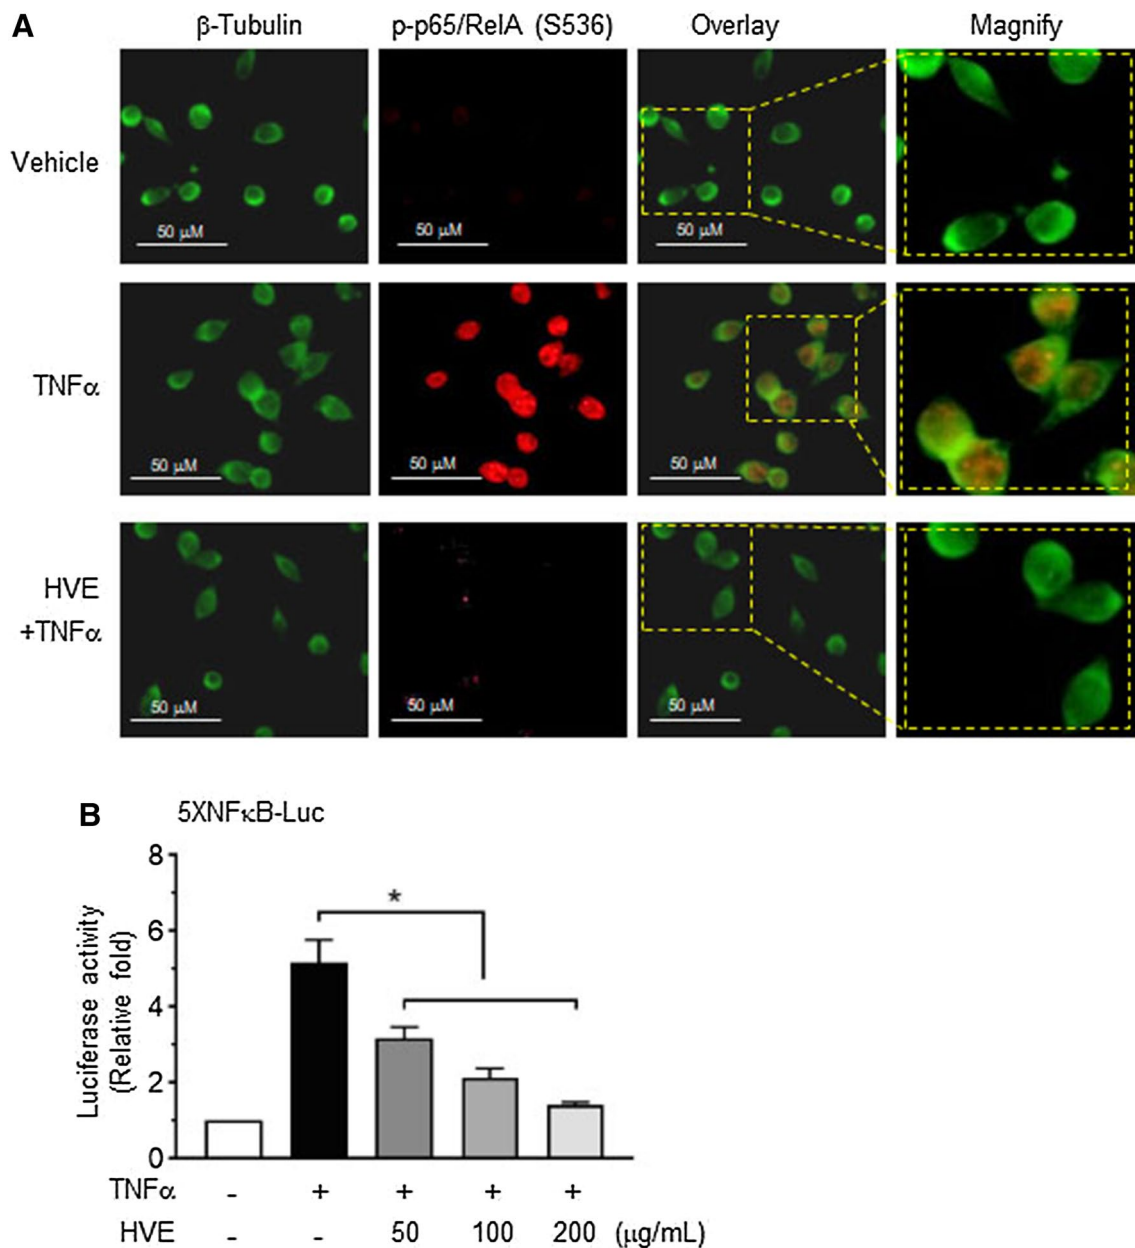 A
β-Tubulin p-p65/RelA (S536) Overlay Magnify
Vehicle
50 μM 50 μM 50 μM
TNFα
50 μM 50 μM 50 μM
HVE
+TNFα
50 μM 50 μM 50 μM
B
5XNFκB-Luc
Luciferase activity
(Relative fold)
8
6
4
2
0
*
TNFα - + + + +
HVE - - 50 100 200 (μg/mL)